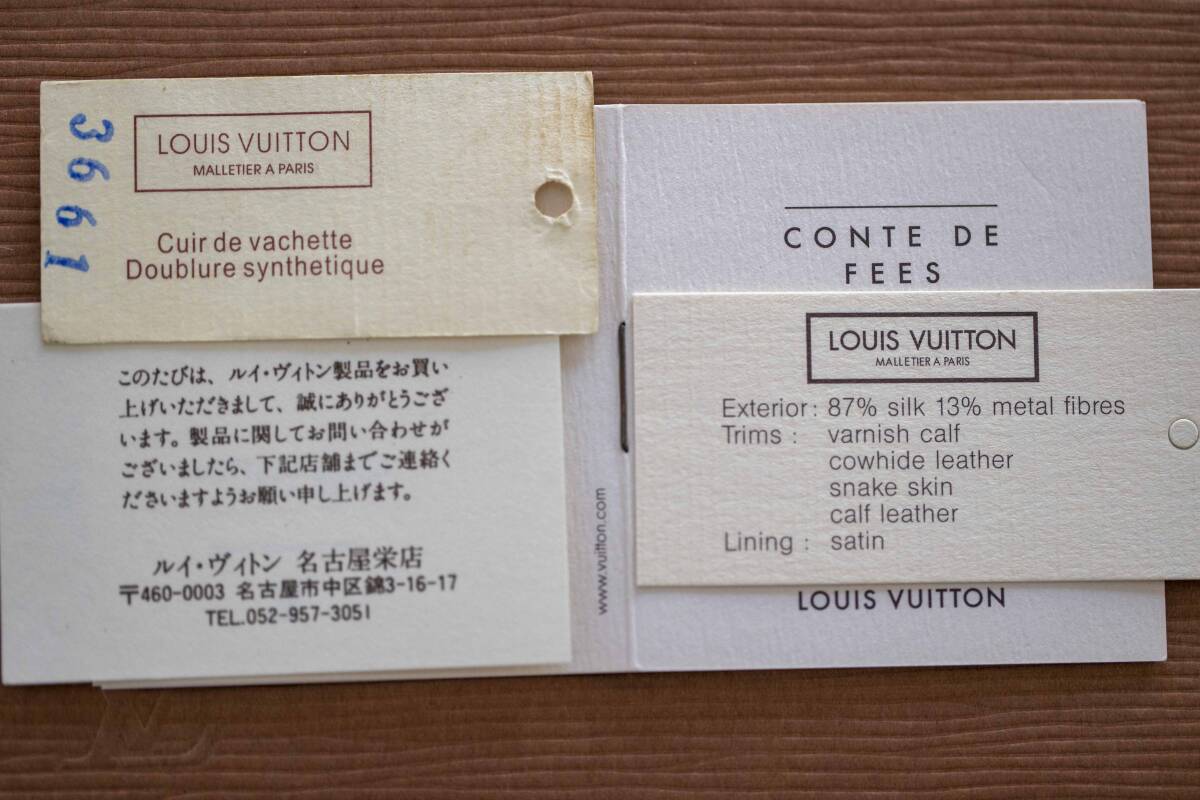 3661
LOUIS VUITTON
MALLETIER A PARIS
Cuir de vachette
Doublure synthetique
このたびは、ルイ・ヴィトン製品をお買い
上げいただきまして、誠にありがとうござ
います。製品に関してお問い合わせが
ございましたら、下記店舗までご連絡く
ださいますようお願い申し上げます。
ルイ・ヴィトン 名古屋栄店
〒460-0003 名古屋市中区錦3-16-17
TEL.052-957-3051
www.vuitton.com
CONTE DE
FEES
LOUIS VUITTON
MALLETIER A PARIS
Exterior: 87% silk 13% metal fibres
Trims : varnish calf
cowhide leather
snake skin
calf leather
Lining : satin
LOUIS VUITTON